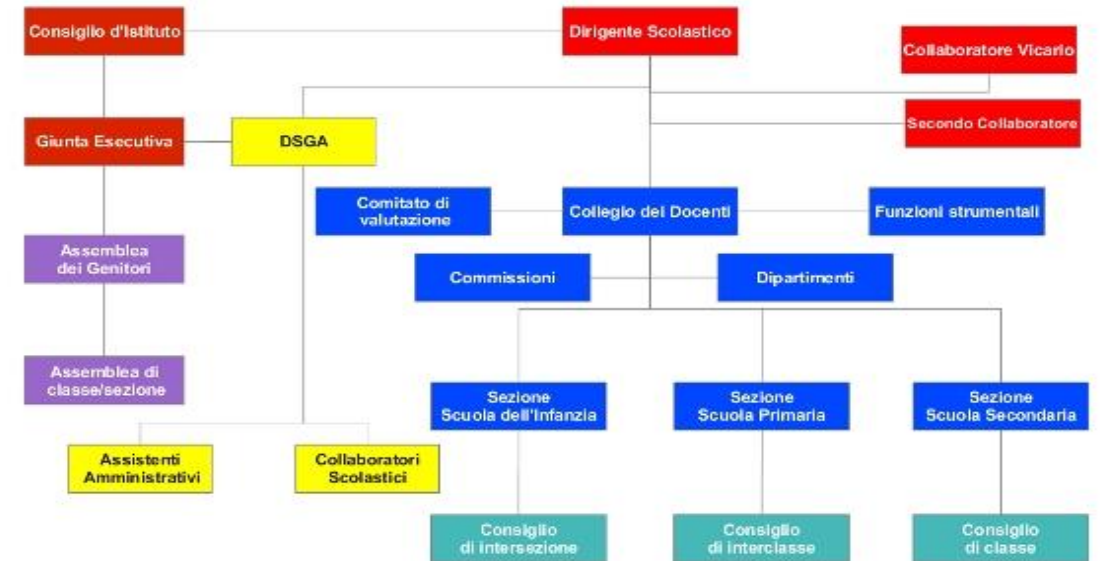 Consiglio d'Istituto
Dirigente Scolastico
Collaboratore Vicario
Secondo Collaboratore
Giunta Esecutiva
DSGA
Comitato di
valutazione
Collegio dei Docenti
Funzioni strumentali
Assemblea
dei Genitori
Commissioni
Dipartimenti
Assemblea di
classe/sezione
Sezione
Scuola dell'Infanzia
Sezione
Scuola Primaria
Sezione
Scuola Secondaria
Assistenti
Amministrativi
Collaboratori
Scolastici
Consiglio
di intersezione
Consiglio
di interclasse
Consiglio
di classe